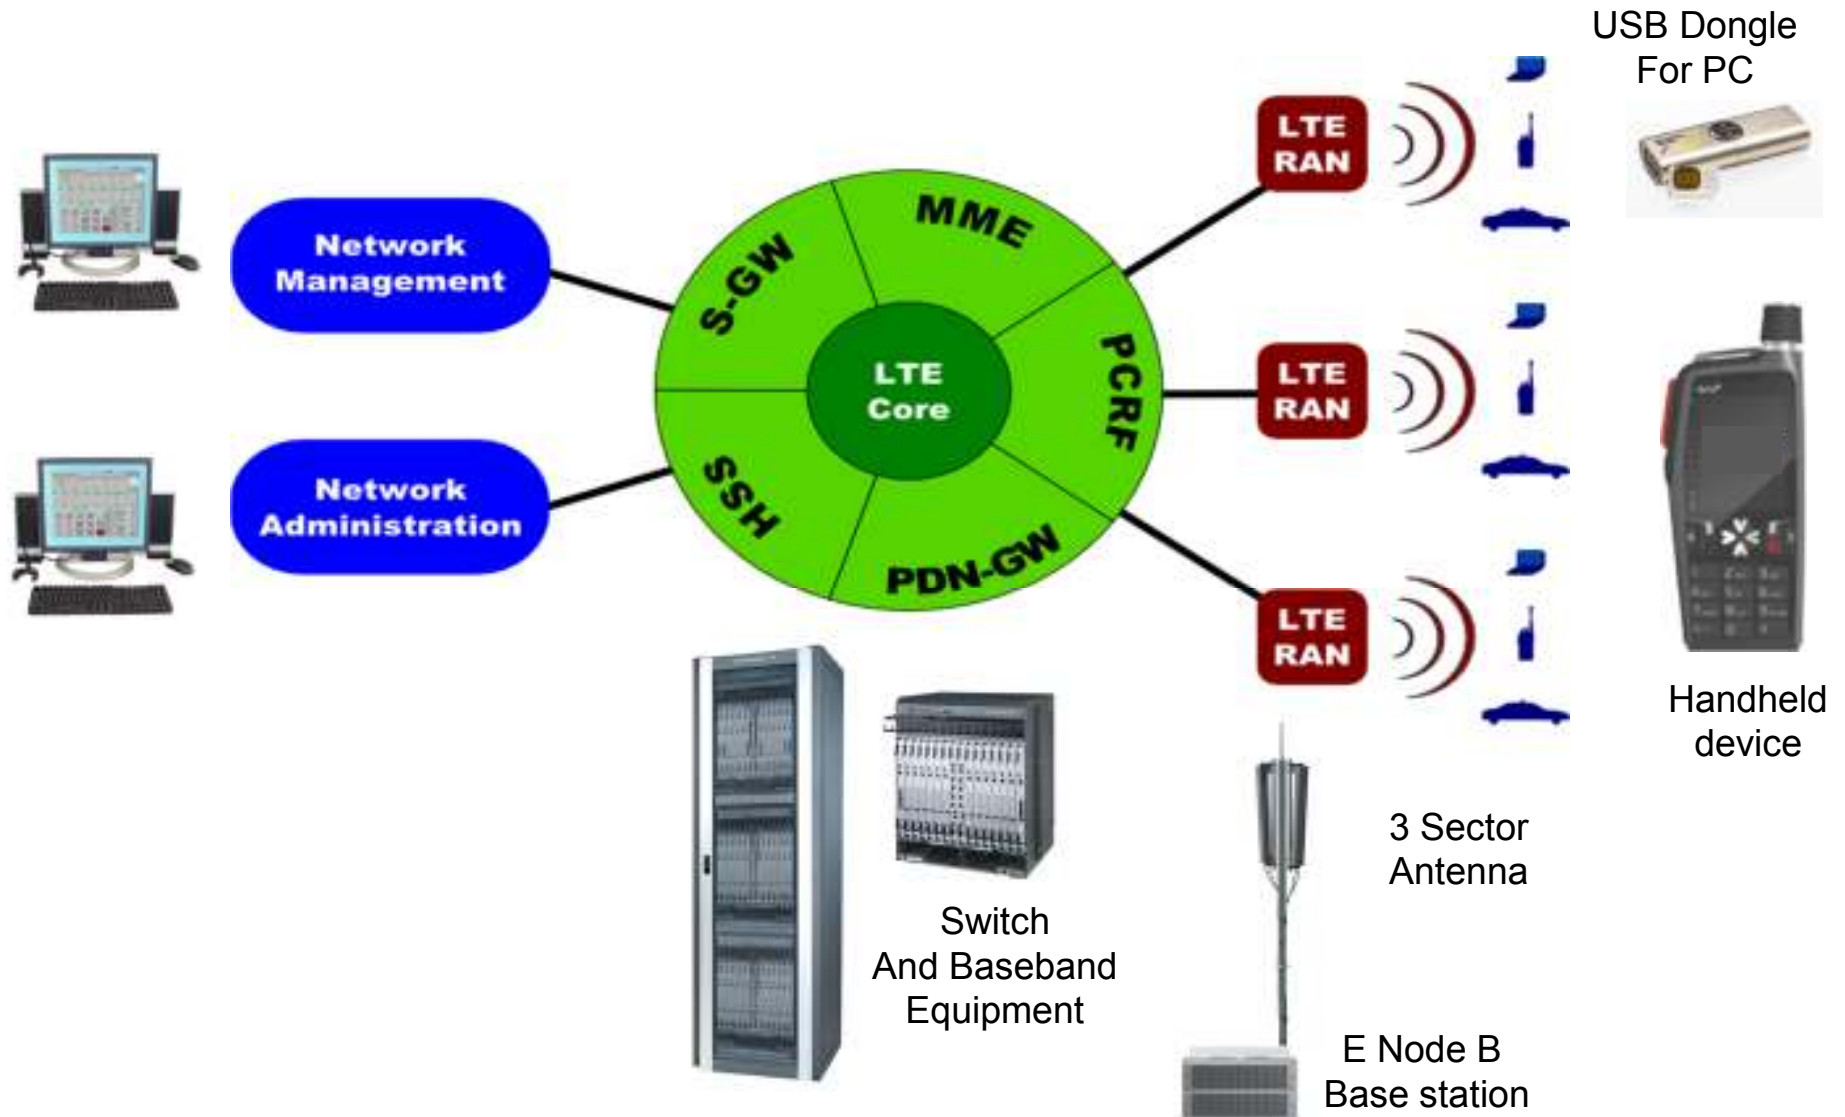 USB Dongle
For PC
LTE
RAN
Network
Management
S-GW
MME
PCRF
PDN-GW
SSH
LTE
Core
LTE
RAN
Network
Administration
LTE
RAN
Handheld
device
3 Sector
Antenna
Switch
And Baseband
Equipment
E Node B
Base station